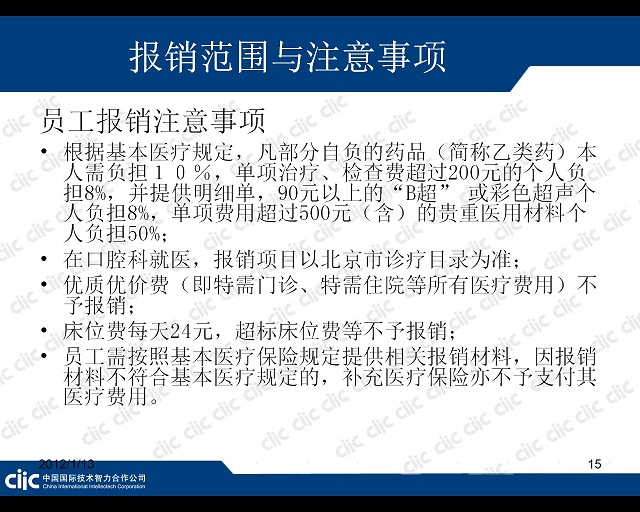 报销范围与注意事项
员工报销注意事项
• 根据基本医疗规定，凡部分自负的药品（简称乙类药）本
人需负担１０％，单项治疗、检查费超过200元的个人负
担8%，并提供明细单，90元以上的“B超” 或彩色超声个
人负担8%，单项费用超过500元（含）的贵重医用材料个
人负担50%；
• 在口腔科就医，报销项目以北京市诊疗目录为准；
• 优质优价费（即特需门诊、特需住院等所有医疗费用）不
予报销；
• 床位费每天24元，超标床位费等不予报销；
• 员工需按照基本医疗保险规定提供相关报销材料，因报销
材料不符合基本医疗规定的，补充医疗保险亦不予支付其
医疗费用。
2012/1/13
15
ciic 中国国际技术智力合作公司
China International Intellectech Corporation